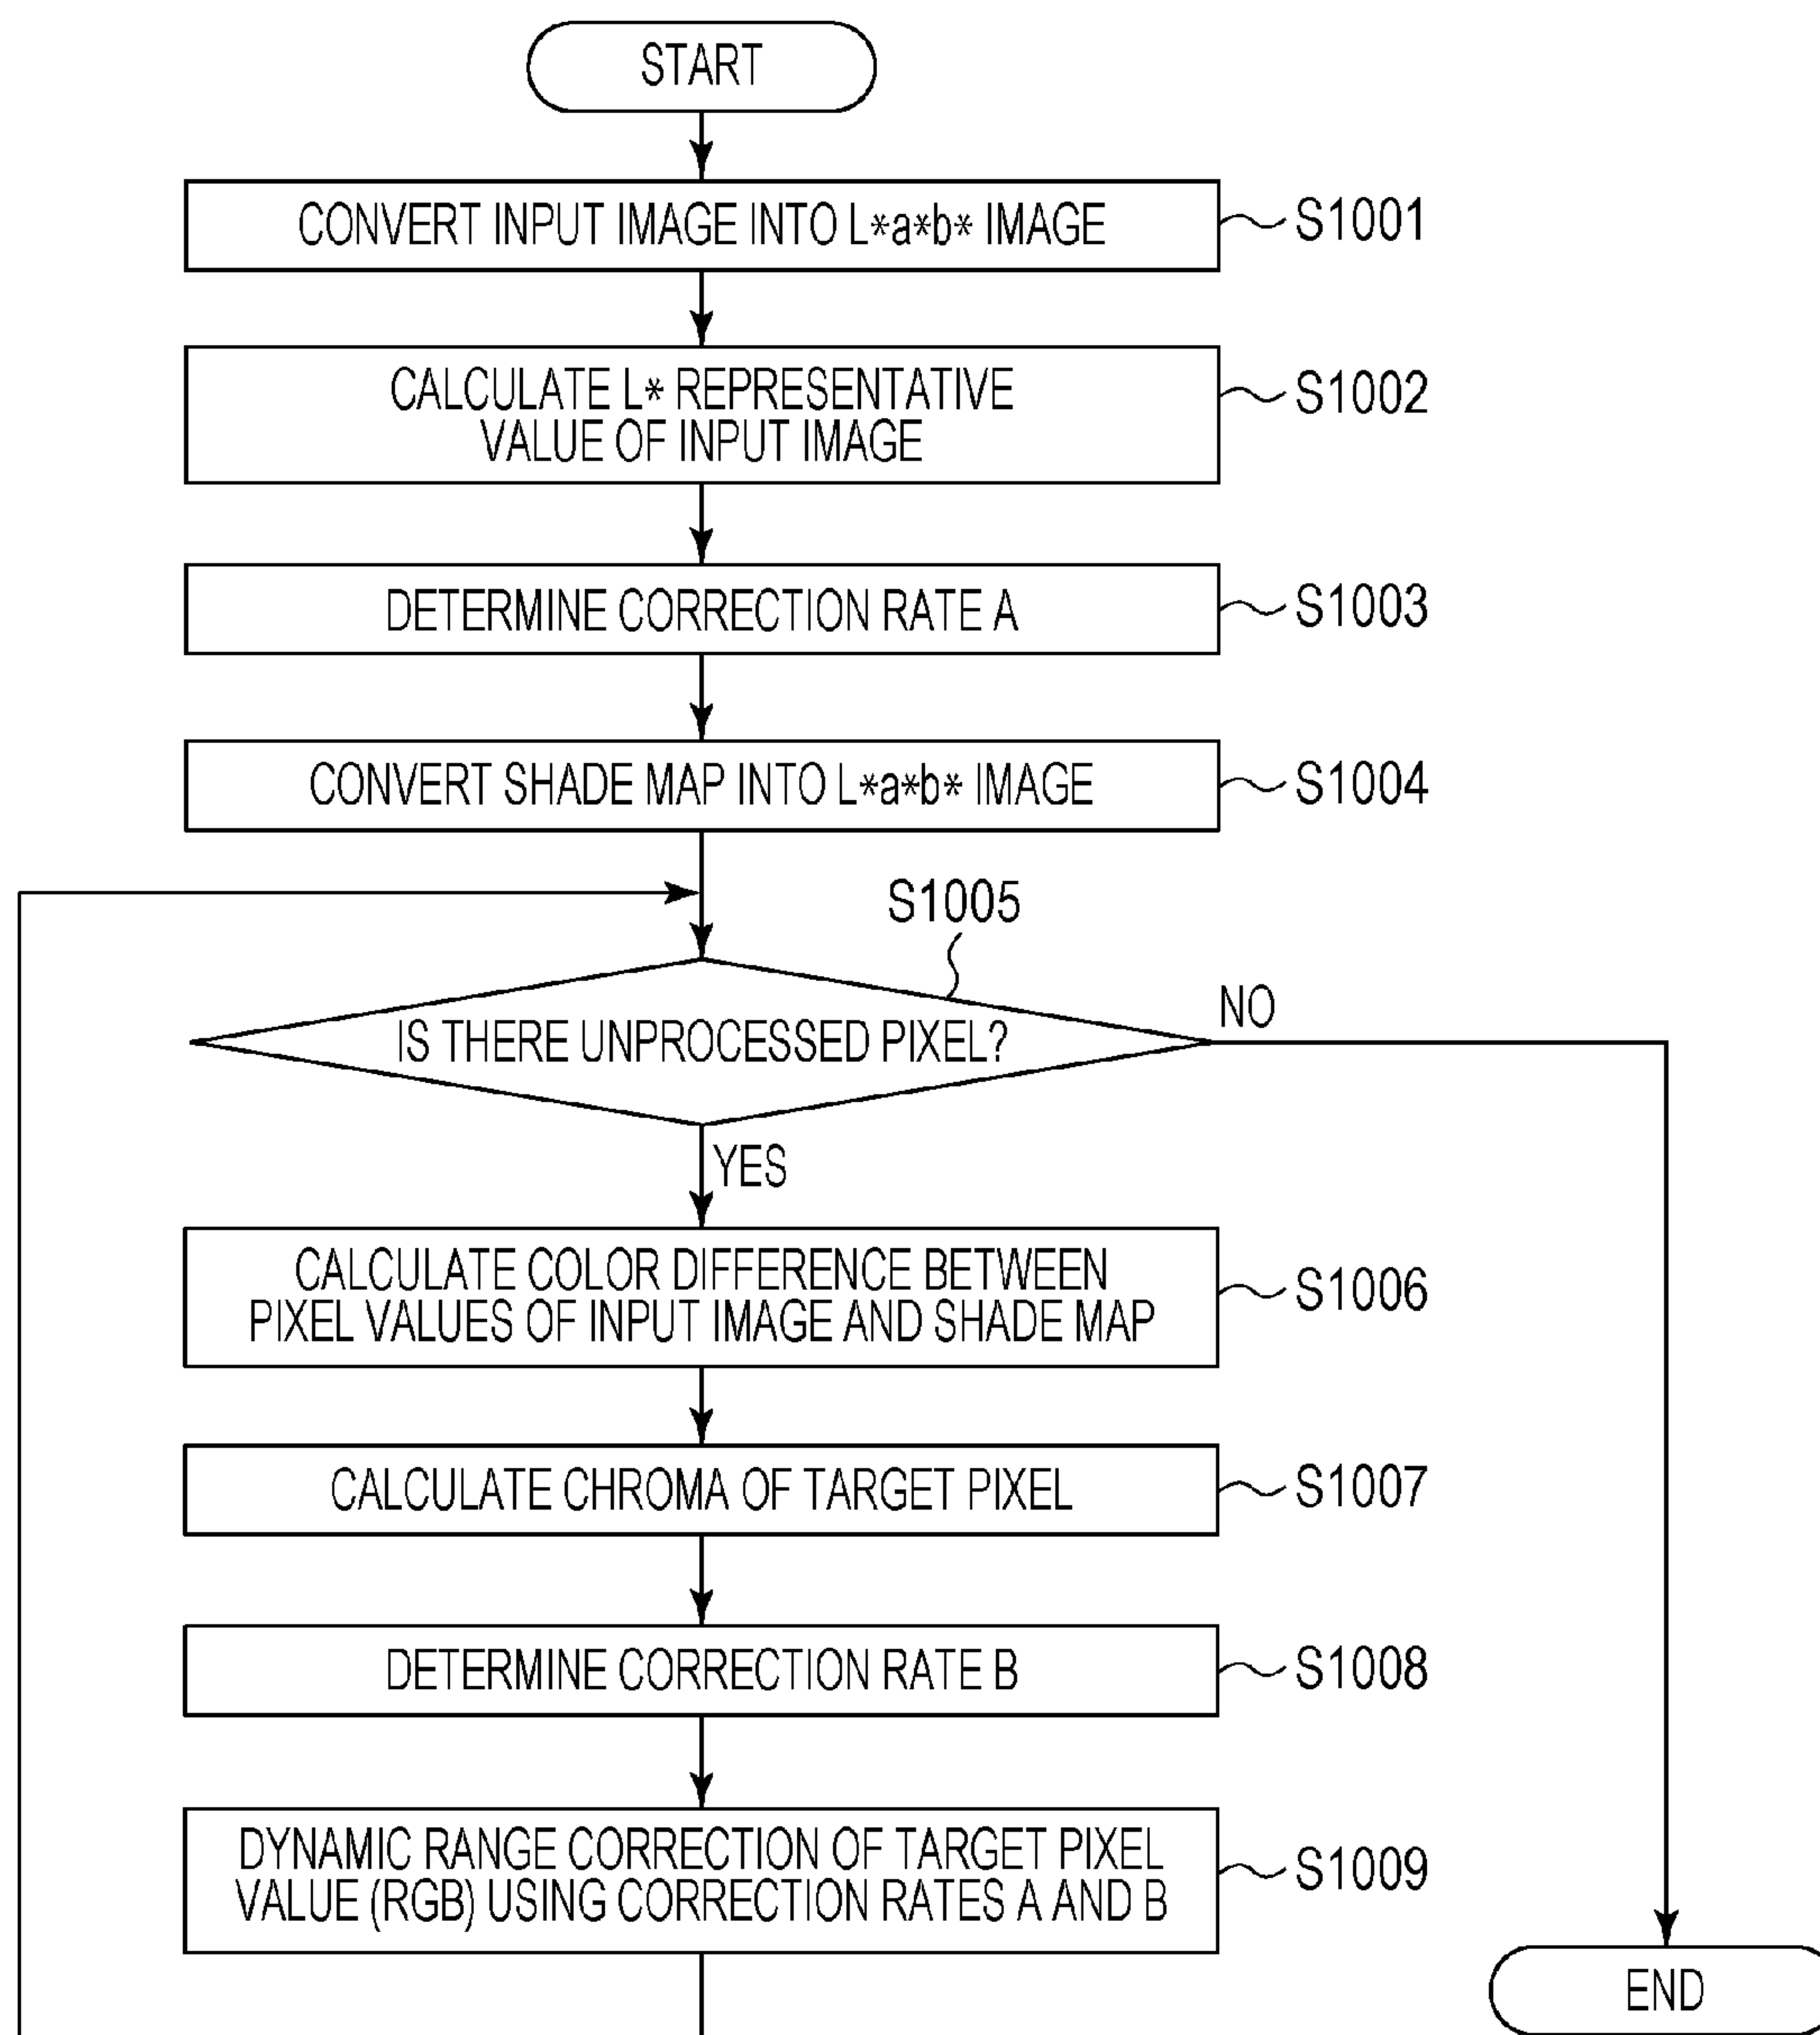 START
CONVERT INPUT IMAGE INTO L*a*b* IMAGE
S1001
CALCULATE L* REPRESENTATIVE
VALUE OF INPUT IMAGE
S1002
DETERMINE CORRECTION RATE A
S1003
CONVERT SHADE MAP INTO L*a*b* IMAGE
S1004
S1005
IS THERE UNPROCESSED PIXEL?
NO
YES
CALCULATE COLOR DIFFERENCE BETWEEN
PIXEL VALUES OF INPUT IMAGE AND SHADE MAP
S1006
CALCULATE CHROMA OF TARGET PIXEL
S1007
DETERMINE CORRECTION RATE B
S1008
DYNAMIC RANGE CORRECTION OF TARGET PIXEL
VALUE (RGB) USING CORRECTION RATES A AND B
S1009
END